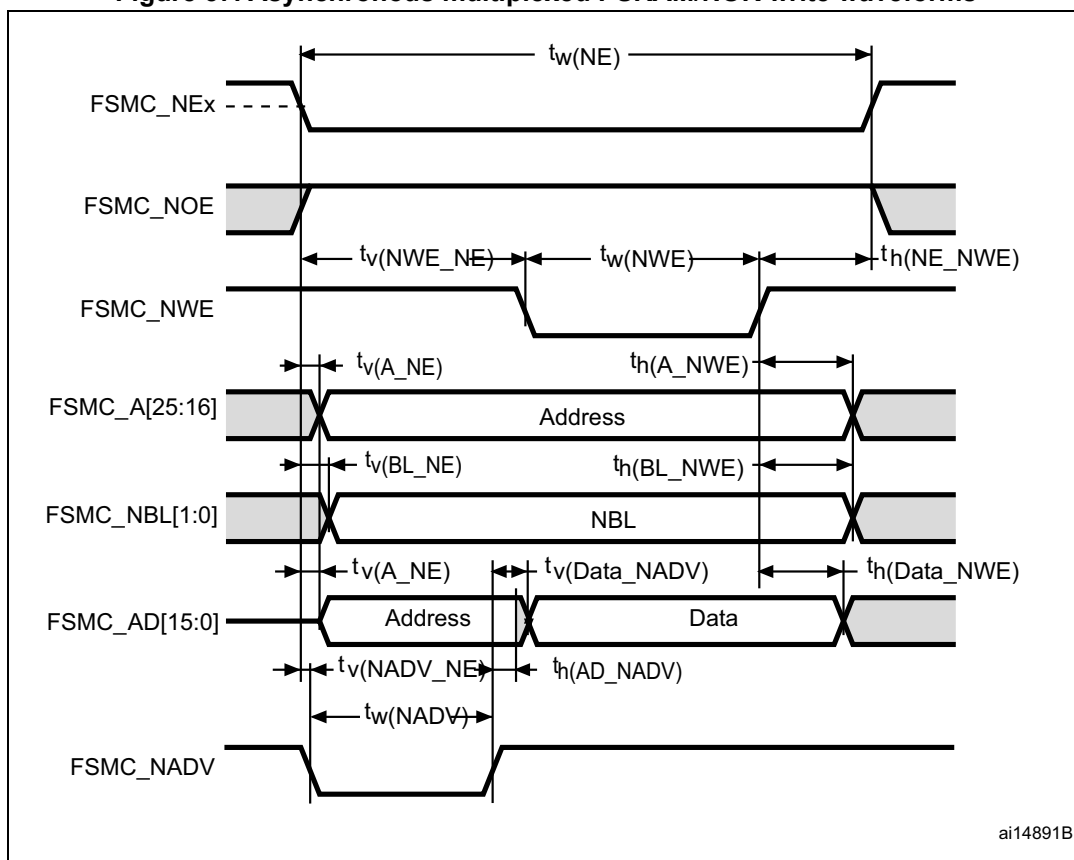 Asynchronous multiplexed PSRAM/NOR write waveforms
tw(NE)
FSMC_NEx
FSMC_NOE
tv(NWE_NE) tw(NWE) th(NE_NWE)
FSMC_NWE
tv(A_NE) th(A_NWE)
FSMC_A[25:16] Address
tv(BL_NE) th(BL_NWE)
FSMC_NBL[1:0] NBL
tv(A_NE) tv(Data_NADV) th(Data_NWE)
FSMC_AD[15:0] Address Data
tv(NADV_NE) th(AD_NADV)
tw(NADV)
FSMC_NADV
ai14891B